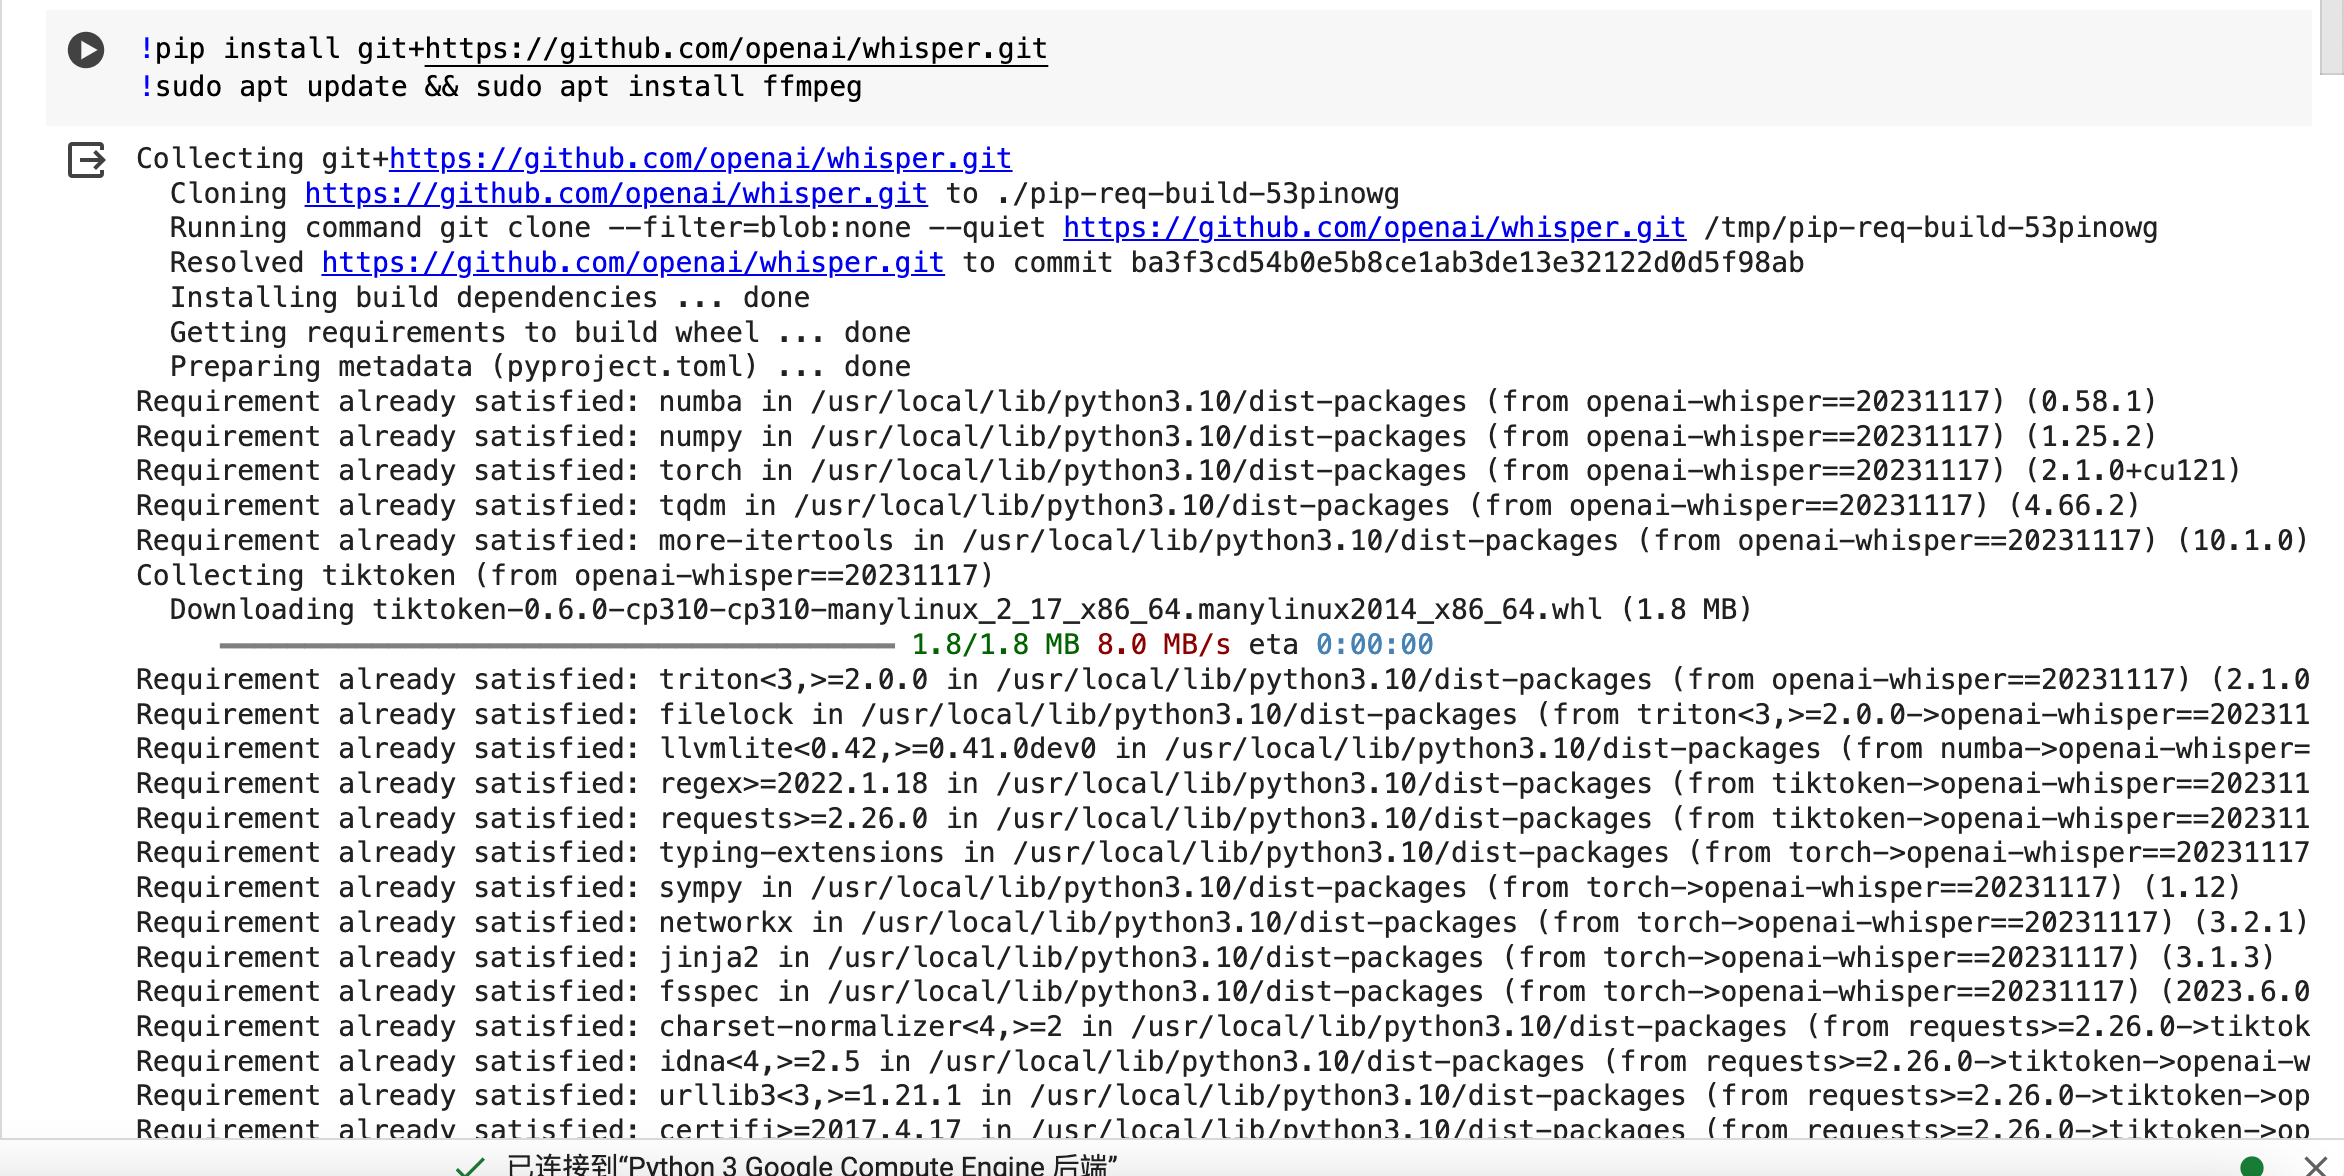 !pip install git+https://github.com/openai/whisper.git
!sudo apt update && sudo apt install ffmpeg
Collecting git+https://github.com/openai/whisper.git
Cloning https://github.com/openai/whisper.git to ./pip-req-build-53pinowg
Running command git clone --filter=blob:none --quiet https://github.com/openai/whisper.git /tmp/pip-req-build-53pinowg
Resolved https://github.com/openai/whisper.git to commit ba3f3cd54b0e5b8ce1ab3de13e32122d0d5f98ab
Installing build dependencies ... done
Getting requirements to build wheel ... done
Preparing metadata (pyproject.toml) ... done
Requirement already satisfied: numba in /usr/local/lib/python3.10/dist-packages (from openai-whisper==20231117) (0.58.1)
Requirement already satisfied: numpy in /usr/local/lib/python3.10/dist-packages (from openai-whisper==20231117) (1.25.2)
Requirement already satisfied: torch in /usr/local/lib/python3.10/dist-packages (from openai-whisper==20231117) (2.1.0+cu121)
Requirement already satisfied: tqdm in /usr/local/lib/python3.10/dist-packages (from openai-whisper==20231117) (4.66.2)
Requirement already satisfied: more-itertools in /usr/local/lib/python3.10/dist-packages (from openai-whisper==20231117) (10.1.0)
Collecting tiktoken (from openai-whisper==20231117)
Downloading tiktoken-0.6.0-cp310-cp310-manylinux_2_17_x86_64.manylinux2014_x86_64.whl (1.8 MB)
1.8/1.8 MB 8.0 MB/s eta 0:00:00
Requirement already satisfied: triton<3,>=2.0.0 in /usr/local/lib/python3.10/dist-packages (from openai-whisper==20231117) (2.1.0
Requirement already satisfied: filelock in /usr/local/lib/python3.10/dist-packages (from triton<3,>=2.0.0->openai-whisper==202311
Requirement already satisfied: llvmlite<0.42,>=0.41.0dev0 in /usr/local/lib/python3.10/dist-packages (from numba->openai-whisper=
Requirement already satisfied: regex>=2022.1.18 in /usr/local/lib/python3.10/dist-packages (from tiktoken->openai-whisper==202311
Requirement already satisfied: requests>=2.26.0 in /usr/local/lib/python3.10/dist-packages (from tiktoken->openai-whisper==202311
Requirement already satisfied: typing-extensions in /usr/local/lib/python3.10/dist-packages (from torch->openai-whisper==20231117
Requirement already satisfied: sympy in /usr/local/lib/python3.10/dist-packages (from torch->openai-whisper==20231117) (1.12)
Requirement already satisfied: networkx in /usr/local/lib/python3.10/dist-packages (from torch->openai-whisper==20231117) (3.2.1)
Requirement already satisfied: jinja2 in /usr/local/lib/python3.10/dist-packages (from torch->openai-whisper==20231117) (3.1.3)
Requirement already satisfied: fsspec in /usr/local/lib/python3.10/dist-packages (from torch->openai-whisper==20231117) (2023.6.0
Requirement already satisfied: charset-normalizer<4,>=2 in /usr/local/lib/python3.10/dist-packages (from requests>=2.26.0->tiktok
Requirement already satisfied: idna<4,>=2.5 in /usr/local/lib/python3.10/dist-packages (from requests>=2.26.0->tiktoken->openai-w
Requirement already satisfied: urllib3<3,>=1.21.1 in /usr/local/lib/python3.10/dist-packages (from requests>=2.26.0->tiktoken->op
Requirement already satisfied: certifi>=2017.4.17 in /usr/local/lib/python3.10/dist-packages (from requests>=2.26.0->tiktoken->op
已连接到“Python 3 Google Compute Engine 后端”